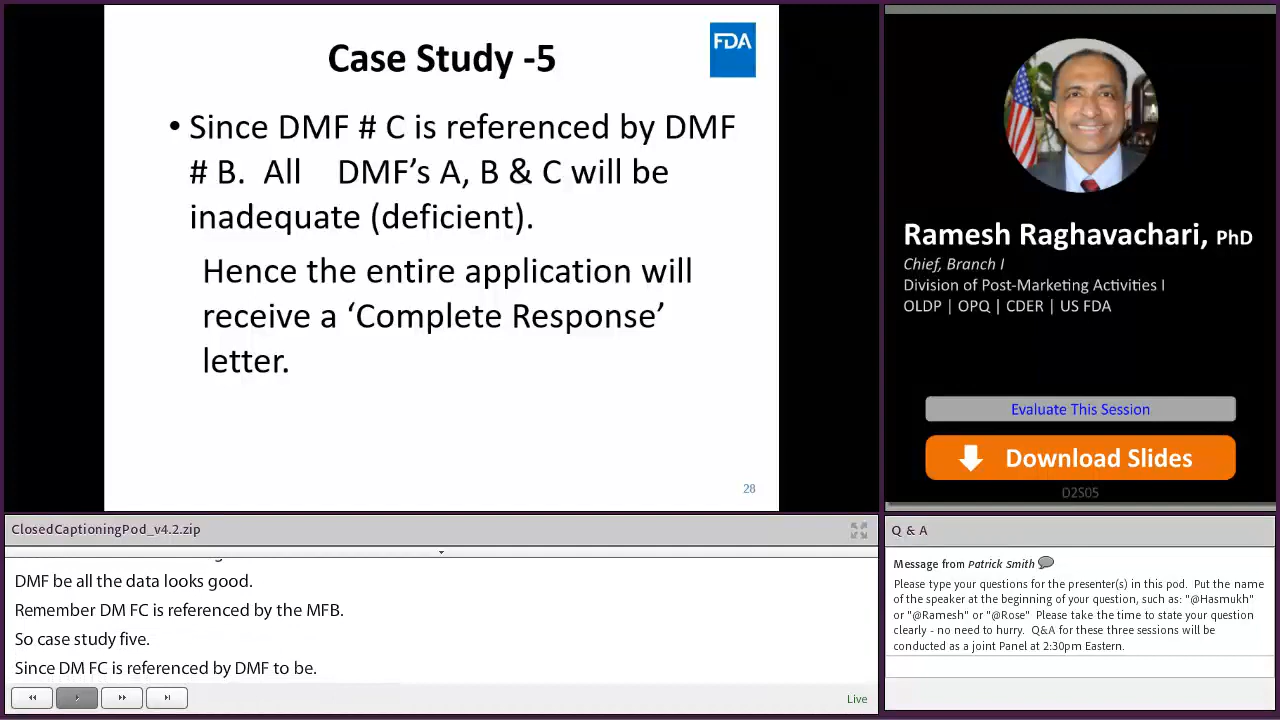 FDA
Case Study -5
• Since DMF # C is referenced by DMF
# B. All DMF’s A, B & C will be
inadequate (deficient).
Hence the entire application will
receive a ‘Complete Response’
letter.
28
Ramesh Raghavachari, PhD
Chief, Branch I
Division of Post-Marketing Activities I
OLDP | OPQ | CDER | US FDA
Evaluate This Session
Download Slides
D2S05
ClosedCaptioningPod_v4.2.zip
DMF be all the data looks good.
Remember DM FC is referenced by the MFB.
So case study five.
Since DM FC is referenced by DMF to be.
Live
Q & A
Message from Patrick Smith
Please type your questions for the presenter(s) in this pod. Put the name
of the speaker at the beginning of your question, such as: "@Hasmukh"
or "@Ramesh" or "@Rose" Please take the time to state your question
clearly - no need to hurry. Q&A for these three sessions will be
conducted as a joint Panel at 2:30pm Eastern.